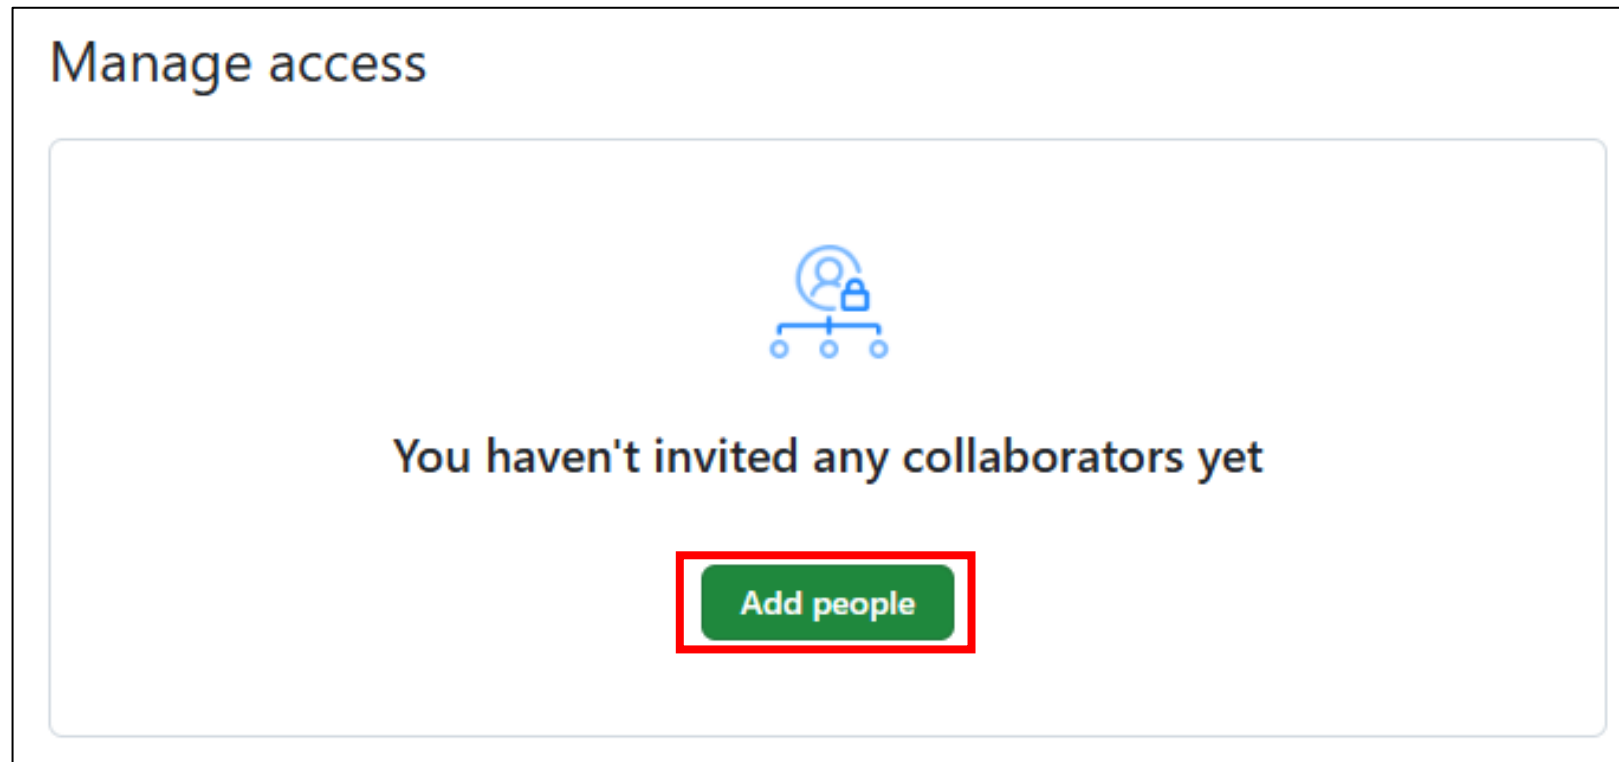 Manage access
You haven't invited any collaborators yet
Add people